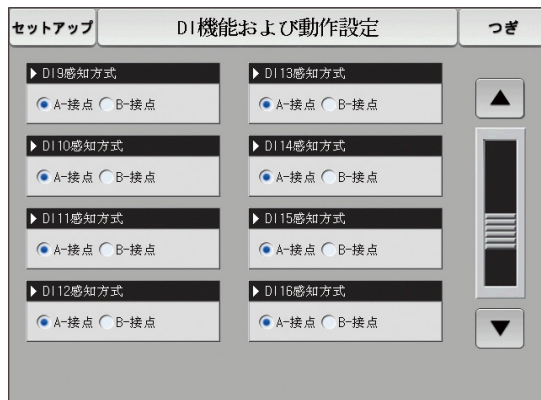 セットアップ
DI機能および動作設定
つぎ
▶ DI9感知方式
A-接点 B-接点
▶ DI10感知方式
A-接点 B-接点
▶ DI11感知方式
A-接点 B-接点
▶ DI12感知方式
A-接点 B-接点
▶ DI13感知方式
A-接点 B-接点
▶ DI14感知方式
A-接点 B-接点
▶ DI15感知方式
A-接点 B-接点
▶ DI16感知方式
A-接点 B-接点